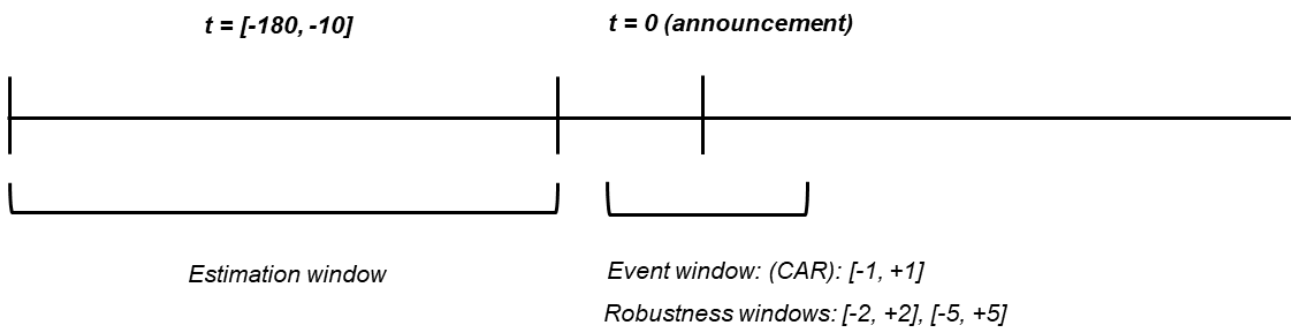 t = [-180, -10]
t = 0 (announcement)
Estimation window
Event window: (CAR): [-1, +1]
Robustness windows: [-2, +2], [-5, +5]